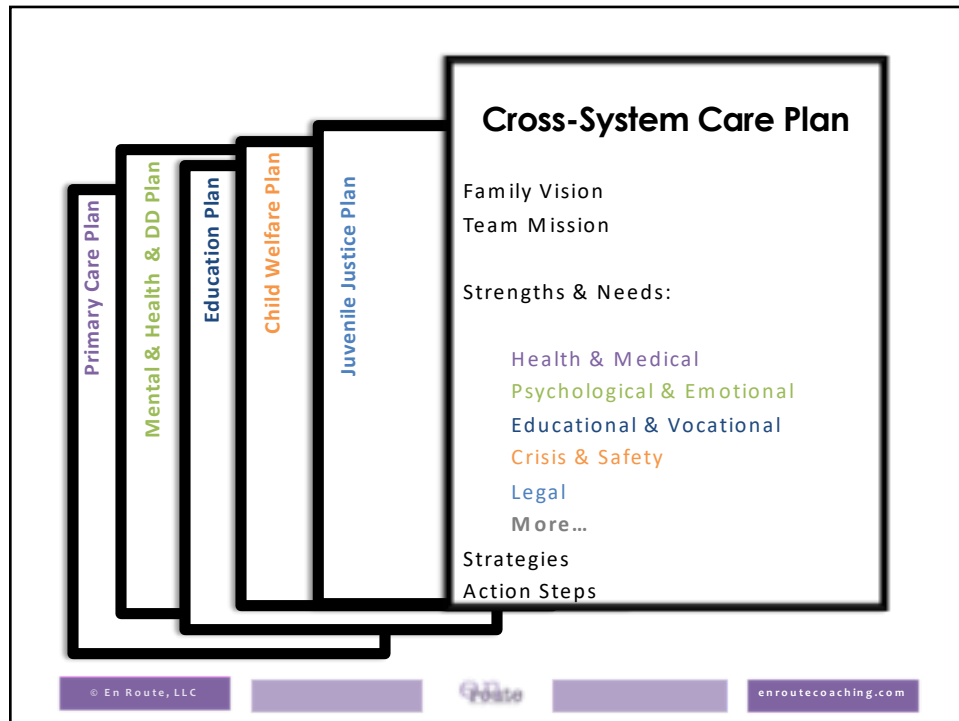 Primary Care Plan
Mental & Health & DD Plan
Education Plan
Child Welfare Plan
Juvenile Justice Plan
Cross-System Care Plan
Family Vision
Team Mission
Strengths & Needs:
Health & Medical
Psychological & Emotional
Educational & Vocational
Crisis & Safety
Legal
More…
Strategies
Action Steps
© En Route, LLC
en
route
enroutecoaching.com